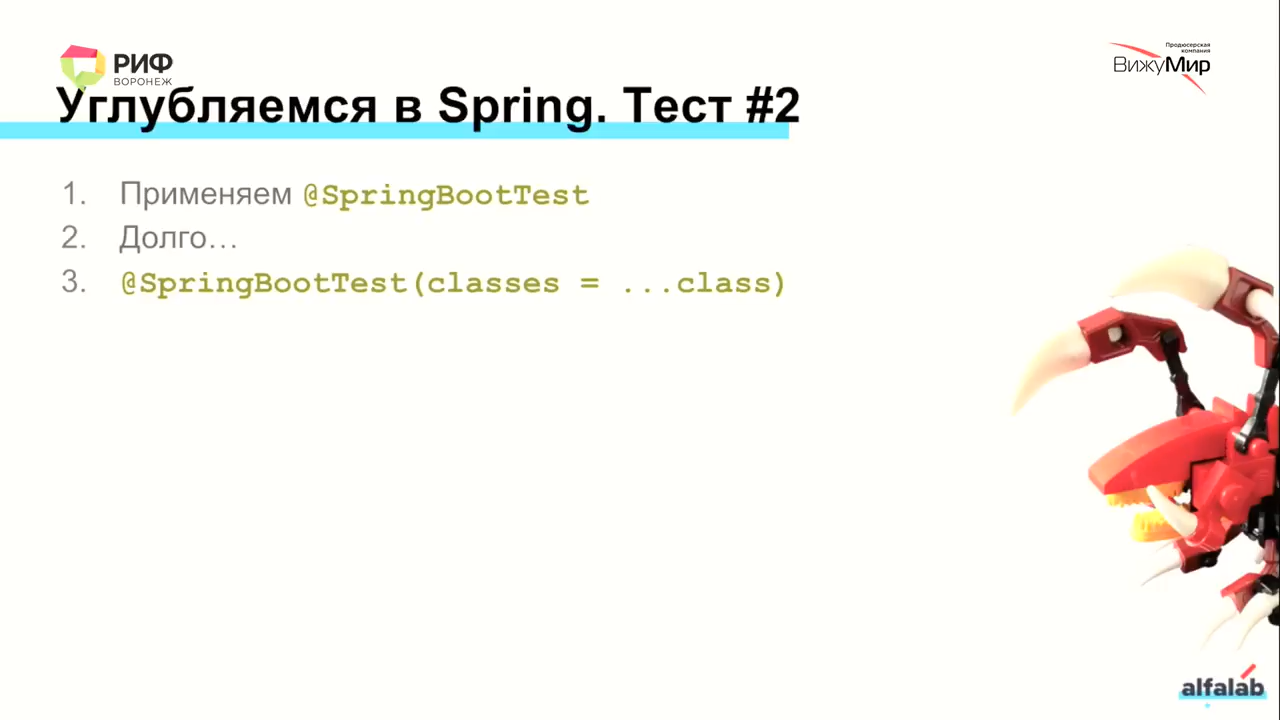 РИФ
ВОРОНЕЖ
Продюсерская
компания
ВижуМир
Углубляемся в Spring. Тест #2
1. Применяем @SpringBootTest
2. Долго…
3. @SpringBootTest(classes = ...class)
alfalab